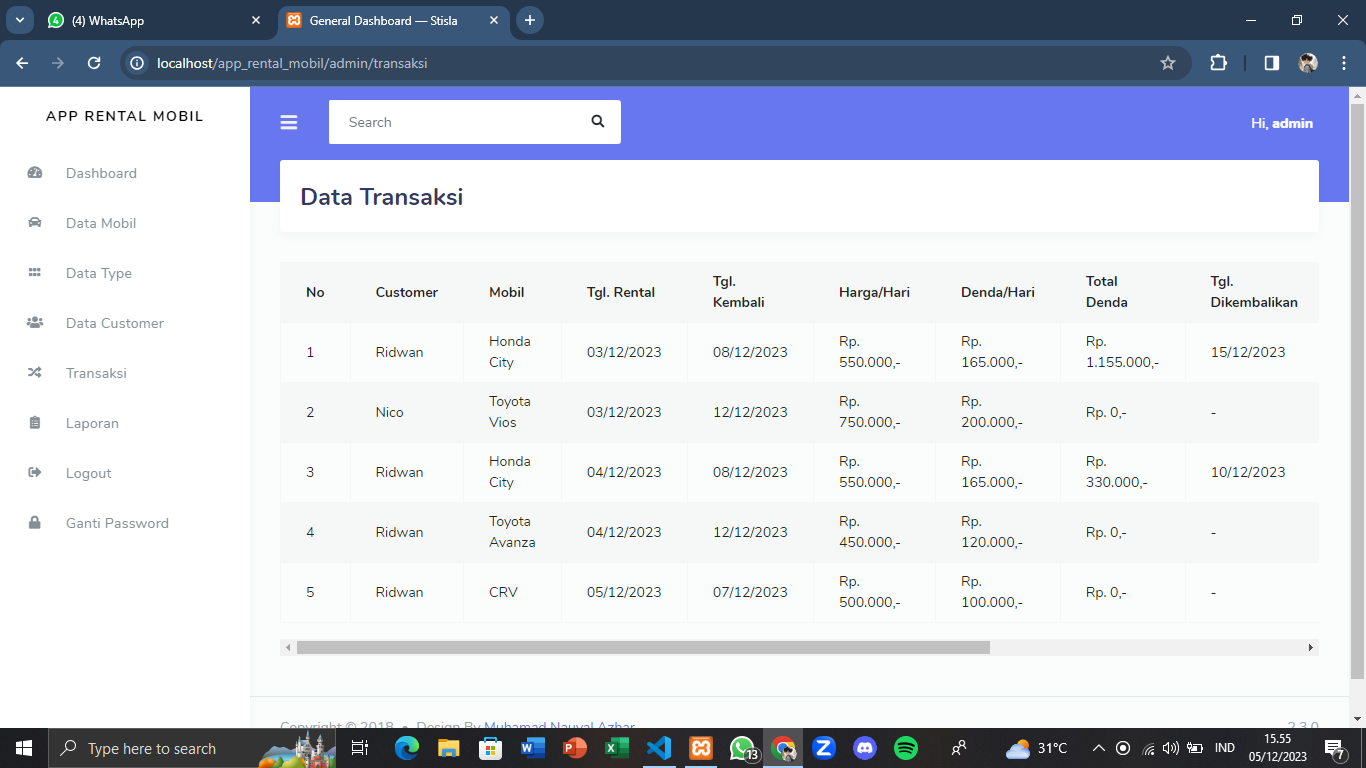 (4) WhatsApp
General Dashboard — Stisla
localhost/app_rental_mobil/admin/transaksi
APP RENTAL MOBIL
Dashboard
Data Mobil
Data Type
Data Customer
Transaksi
Laporan
Logout
Ganti Password
Search
Hi, admin
Data Transaksi
No Customer Mobil Tgl. Rental Tgl. Kembali Harga/Hari Denda/Hari Total Denda Tgl. Dikembalikan
1 Ridwan Honda City 03/12/2023 08/12/2023 Rp. 550.000,- Rp. 165.000,- Rp. 1.155.000,- 15/12/2023
2 Nico Toyota Vios 03/12/2023 12/12/2023 Rp. 750.000,- Rp. 200.000,- Rp. 0,- -
3 Ridwan Honda City 04/12/2023 08/12/2023 Rp. 550.000,- Rp. 165.000,- Rp. 330.000,- 10/12/2023
4 Ridwan Toyota Avanza 04/12/2023 12/12/2023 Rp. 450.000,- Rp. 120.000,- Rp. 0,- -
5 Ridwan CRV 05/12/2023 07/12/2023 Rp. 500.000,- Rp. 100.000,- Rp. 0,- -
Copyright © 2018 • Design By Muhamad Nauval Azhar
2.3.0
Type here to search
13
31°C
IND
15.55
05/12/2023
7